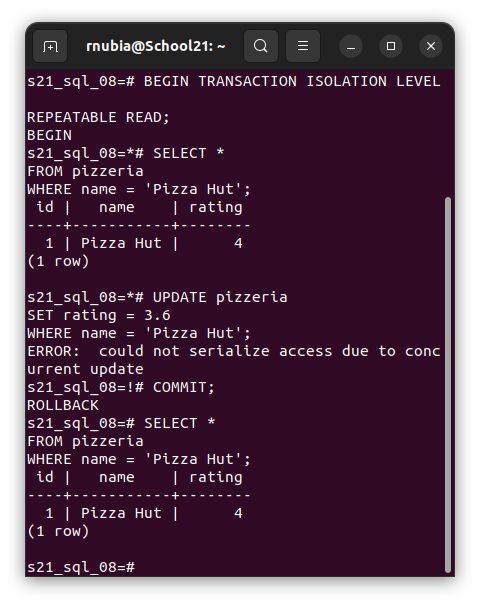 rnubia@School21: ~
s21_sql_08=# BEGIN TRANSACTION ISOLATION LEVEL
REPEATABLE READ;
BEGIN
s21_sql_08=*# SELECT *
FROM pizzeria
WHERE name = 'Pizza Hut';
 id |   name    | rating
----+-----------+--------
  1 | Pizza Hut |      4
(1 row)
s21_sql_08=*# UPDATE pizzeria
SET rating = 3.6
WHERE name = 'Pizza Hut';
ERROR:  could not serialize access due to conc
urrent update
s21_sql_08=!# COMMIT;
ROLLBACK
s21_sql_08=# SELECT *
FROM pizzeria
WHERE name = 'Pizza Hut';
 id |   name    | rating
----+-----------+--------
  1 | Pizza Hut |      4
(1 row)
s21_sql_08=#